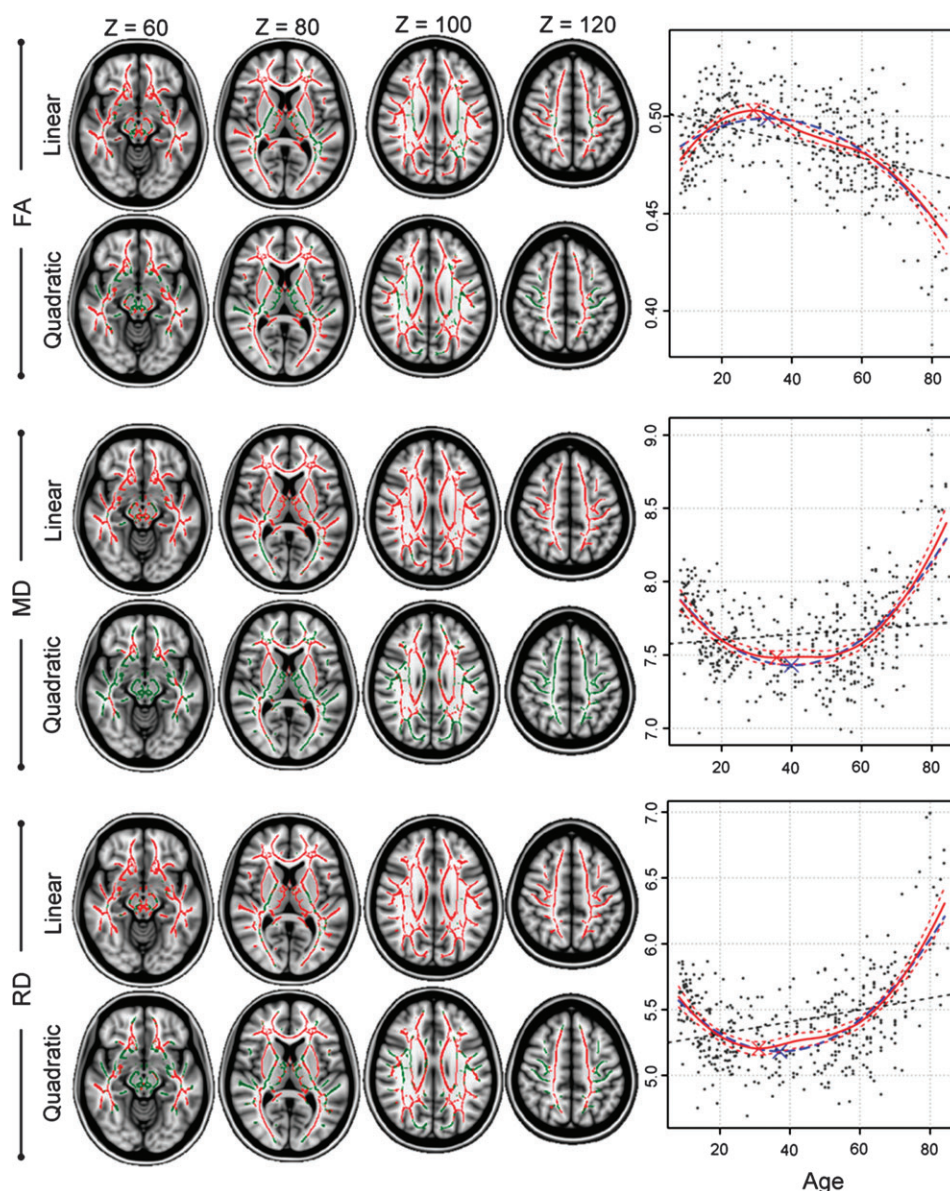 Z = 60 Z = 80 Z = 100 Z = 120
FA
Linear
Quadratic
0.50
0.45
0.40
20 40 60 80
MD
Linear
Quadratic
9.0
8.5
8.0
7.5
7.0
20 40 60 80
RD
Linear
Quadratic
7.0
6.5
6.0
5.5
5.0
20 40 60 80
Age